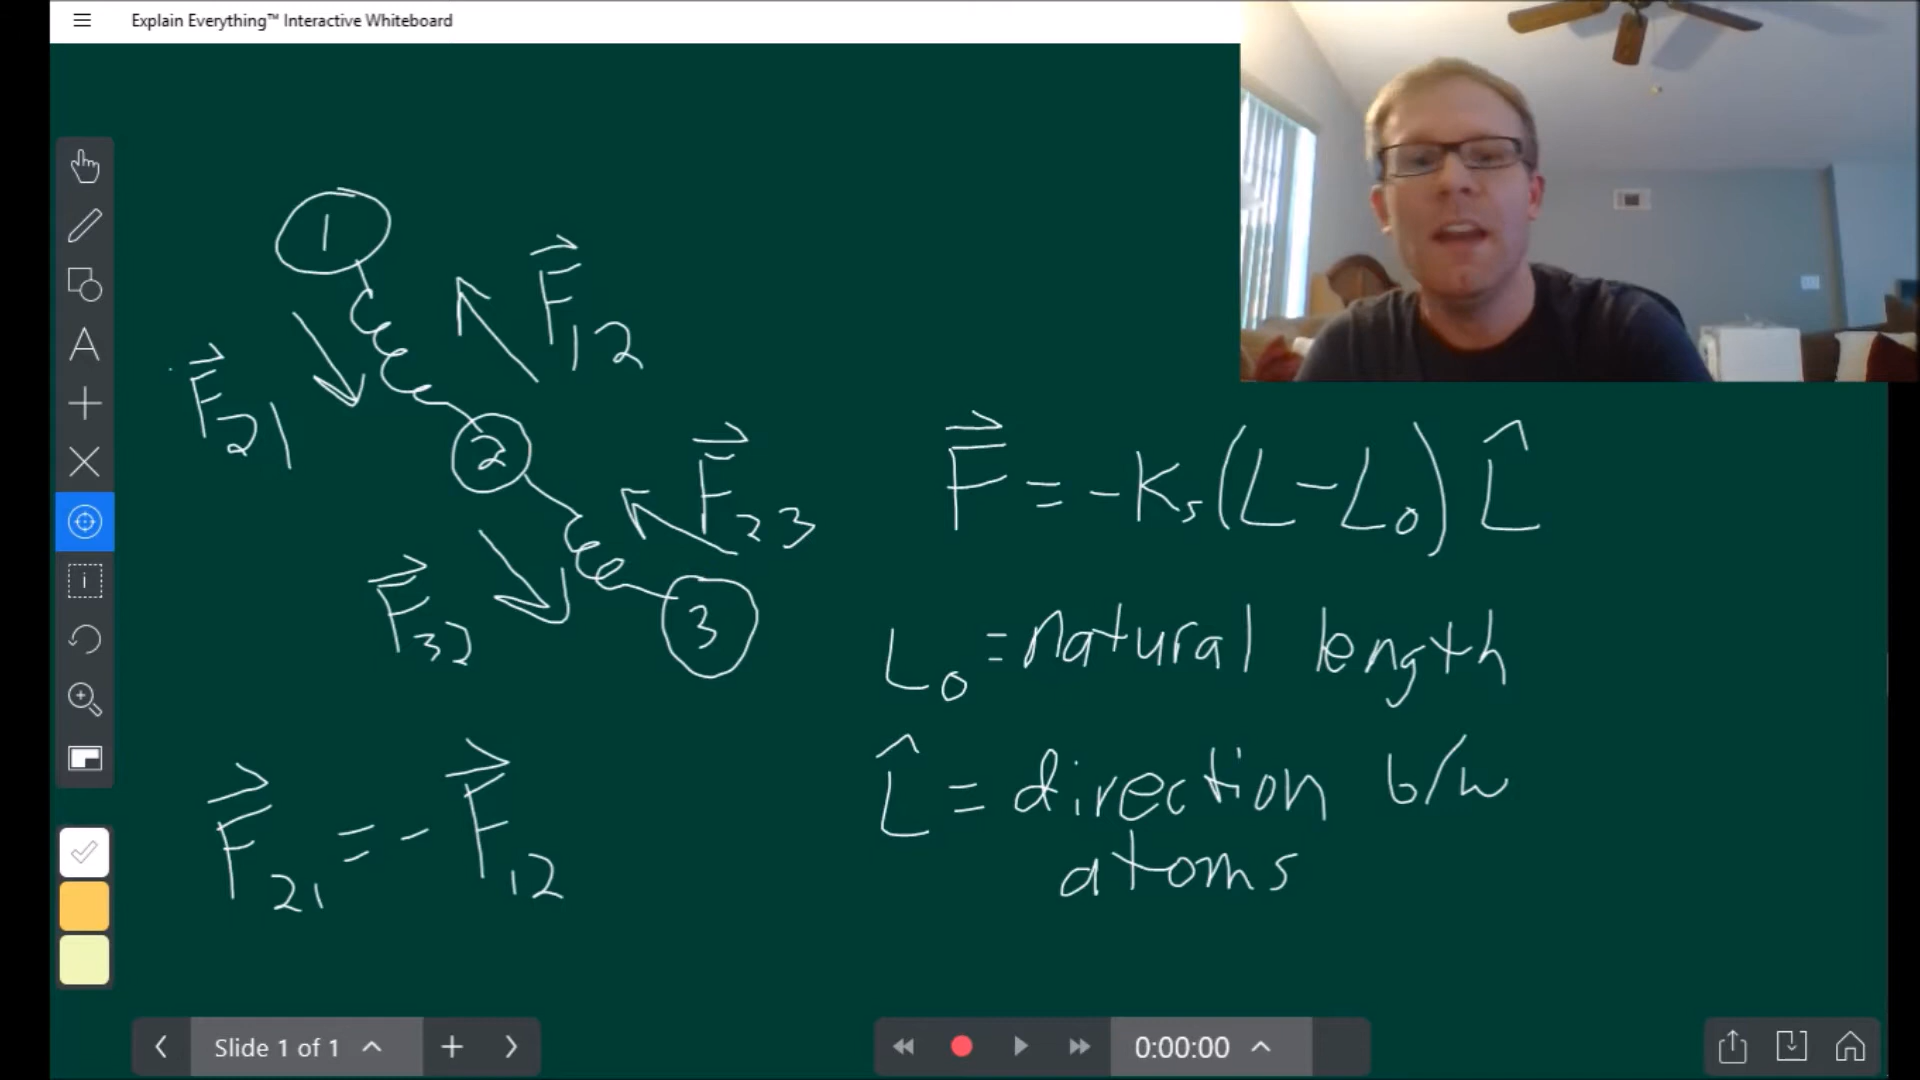 Explain Everything™ Interactive Whiteboard
1
F⃗12
F⃗21
2
F⃗23
F⃗32
3
F⃗ = -Ks(L-L0) L̂
L0 = natural length
L̂ = direction b/w
atoms
F⃗21 = - F⃗12
A
i
Slide 1 of 1
0:00:00